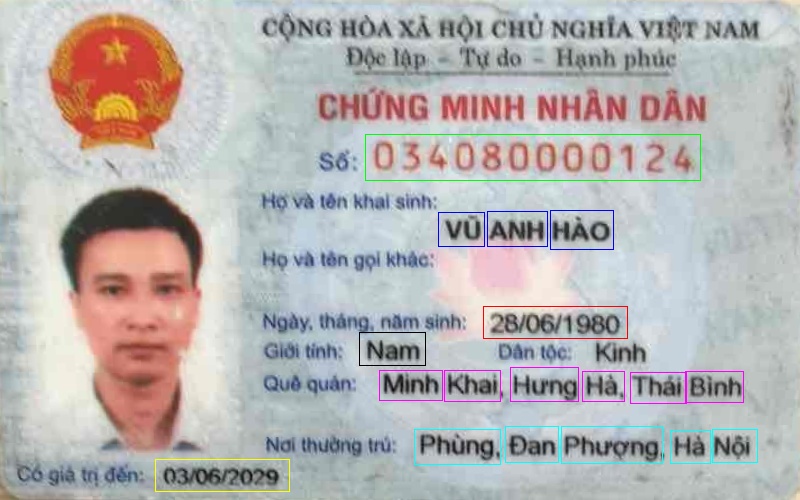 CỘNG HÒA XÃ HỘI CHỦ NGHĨA VIỆT NAM
Độc lập - Tự do - Hạnh phúc
CHỨNG MINH NHÂN DÂN
Số: 034080000124
Họ và tên khai sinh:
VŨ ANH HÀO
Họ và tên gọi khác:
Ngày, tháng, năm sinh: 28/06/1980
Giới tính: Nam Dân tộc: Kinh
Quê quán: Minh Khai, Hưng Hà, Thái Bình
Nơi thường trú: Phùng, Đan Phượng, Hà Nội
Có giá trị đến: 03/06/2029